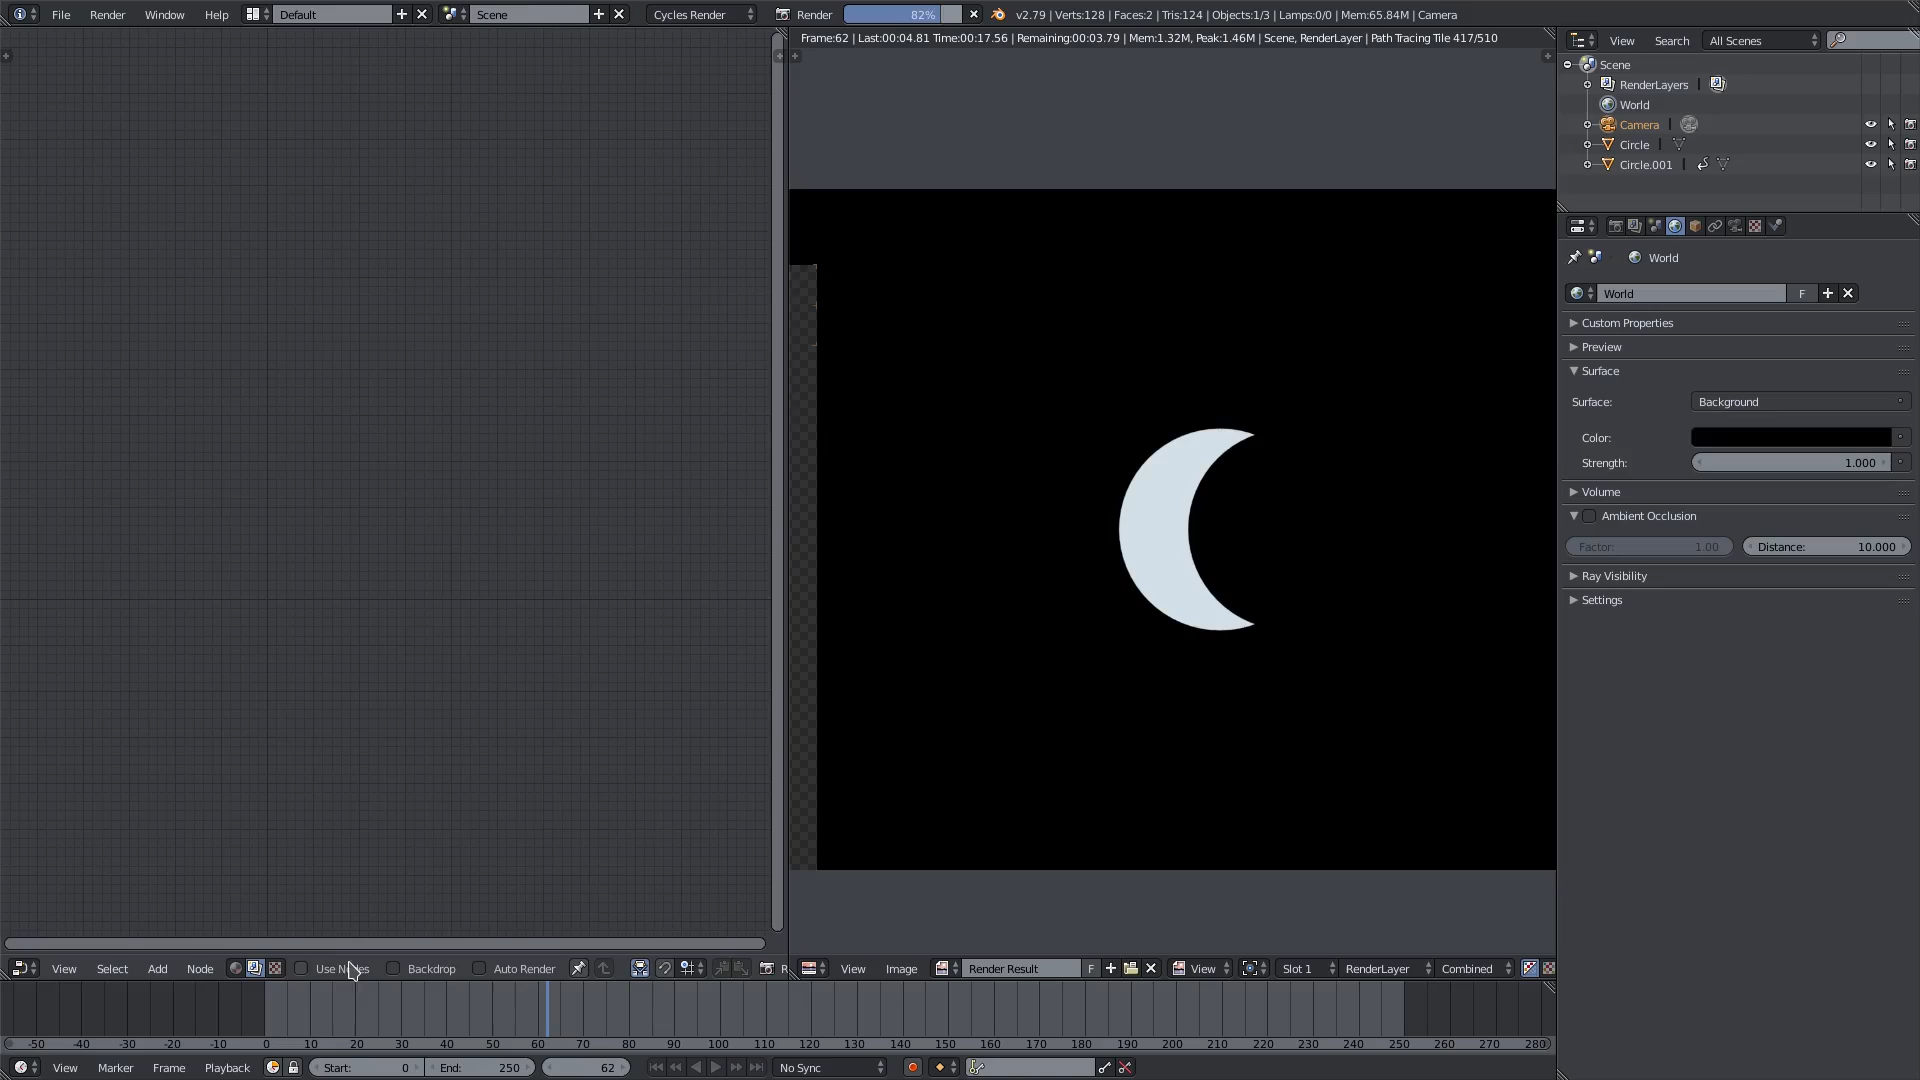 File Render Window Help Default Scene Cycles Render Render 82% v2.79 | Verts:128 | Faces:2 | Tris:124 | Objects:1/3 | Lamps:0/0 | Mem:65.84M | Camera
Frame:62 | Last:00:04.81 Time:00:17.56 | Remaining:00:03.79 | Mem:1.32M, Peak:1.46M | Scene, RenderLayer | Path Tracing Tile 417/510
View Search All Scenes
Scene
RenderLayers
World
Camera
Circle
Circle.001
World
World F
Custom Properties
Preview
Surface
Surface: Background
Color:
Strength: 1.000
Volume
Ambient Occlusion
Factor: 1.00 Distance: 10.000
Ray Visibility
Settings
View Select Add Node Use Nodes Backdrop Auto Render R
View Image Render Result F View Slot 1 RenderLayer Combined
-50 -40 -30 -20 -10 0 10 20 30 40 50 60 70 80 90 100 110 120 130 140 150 160 170 180 190 200 210 220 230 240 250 260 270 280
View Marker Frame Playback Start: 0 End: 250 62 No Sync